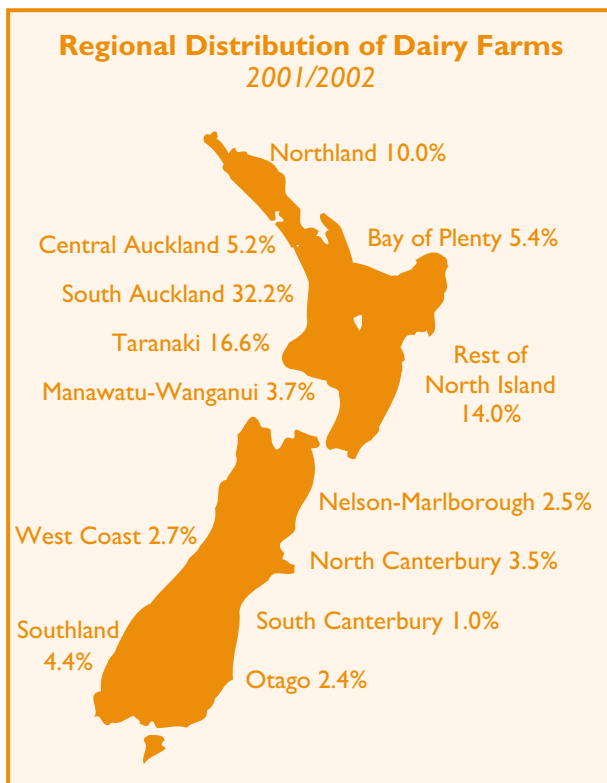 Regional Distribution of Dairy Farms
2001/2002
Northland 10.0%
Central Auckland 5.2%
Bay of Plenty 5.4%
South Auckland 32.2%
Taranaki 16.6%
Rest of
North Island
14.0%
Manawatu-Wanganui 3.7%
Nelson-Marlborough 2.5%
West Coast 2.7%
North Canterbury 3.5%
South Canterbury 1.0%
Southland
4.4%
Otago 2.4%